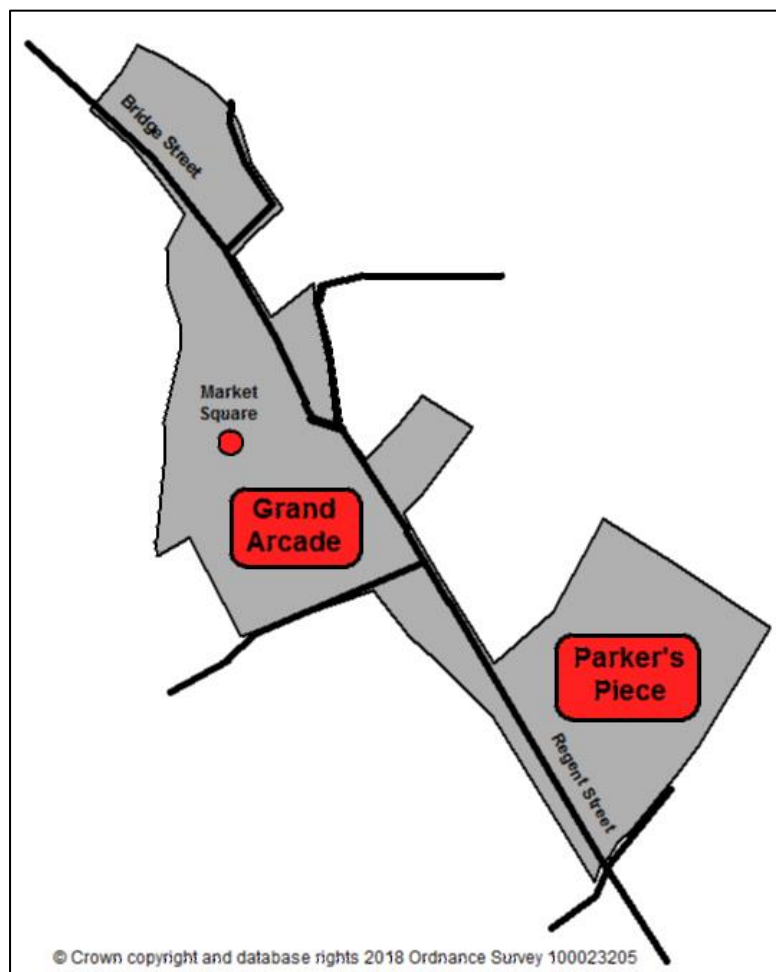 Bridge Street
Market
Square
Grand
Arcade
Parker's
Piece
Regent Street
© Crown copyright and database rights 2018 Ordnance Survey 100023205